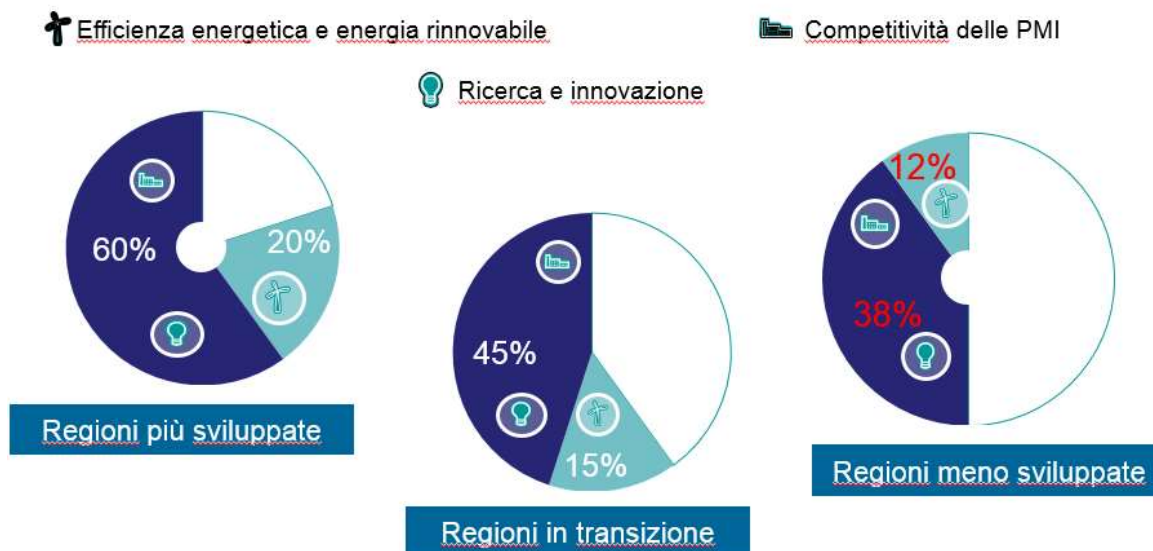 Efficienza energetica e energia rinnovabile
Competitività delle PMI
Ricerca e innovazione
60%
20%
Regioni più sviluppate
45%
15%
Regioni in transizione
12%
38%
Regioni meno sviluppate